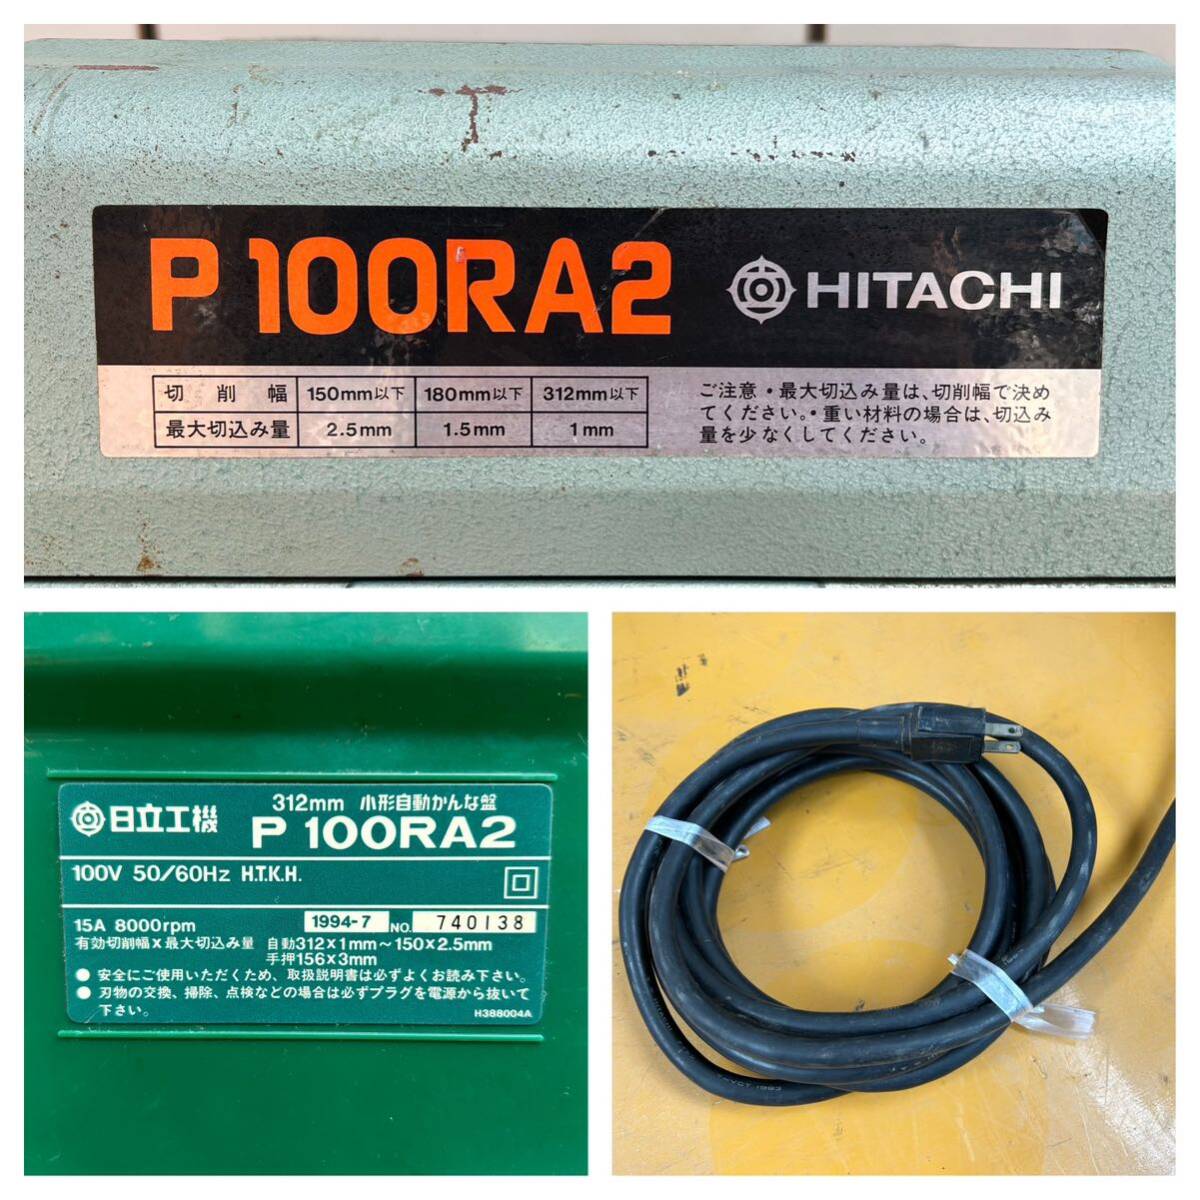 P 100RA2
HITACHI
切削幅 150mm以下 180mm以下 312mm以下
最大切込み量 2.5mm 1.5mm 1mm
ご注意・最大切込み量は、切削幅で決め
てください。・重い材料の場合は、切込み
量を少なくしてください。
日立工機
312mm 小形自動かんな盤
P 100RA2
100V 50/60Hz H.T.K.H.
15A 8000rpm
1994-7 NO. 740138
有効切削幅×最大切込み量 自動312×1mm～150×2.5mm
手押156×3mm
● 安全にご使用いただくため、取扱説明書は必ずよくお読み下さい。
● 刃物の交換、掃除、点検などの場合は必ずプラグを電源から抜いて
下さい。
H388004A